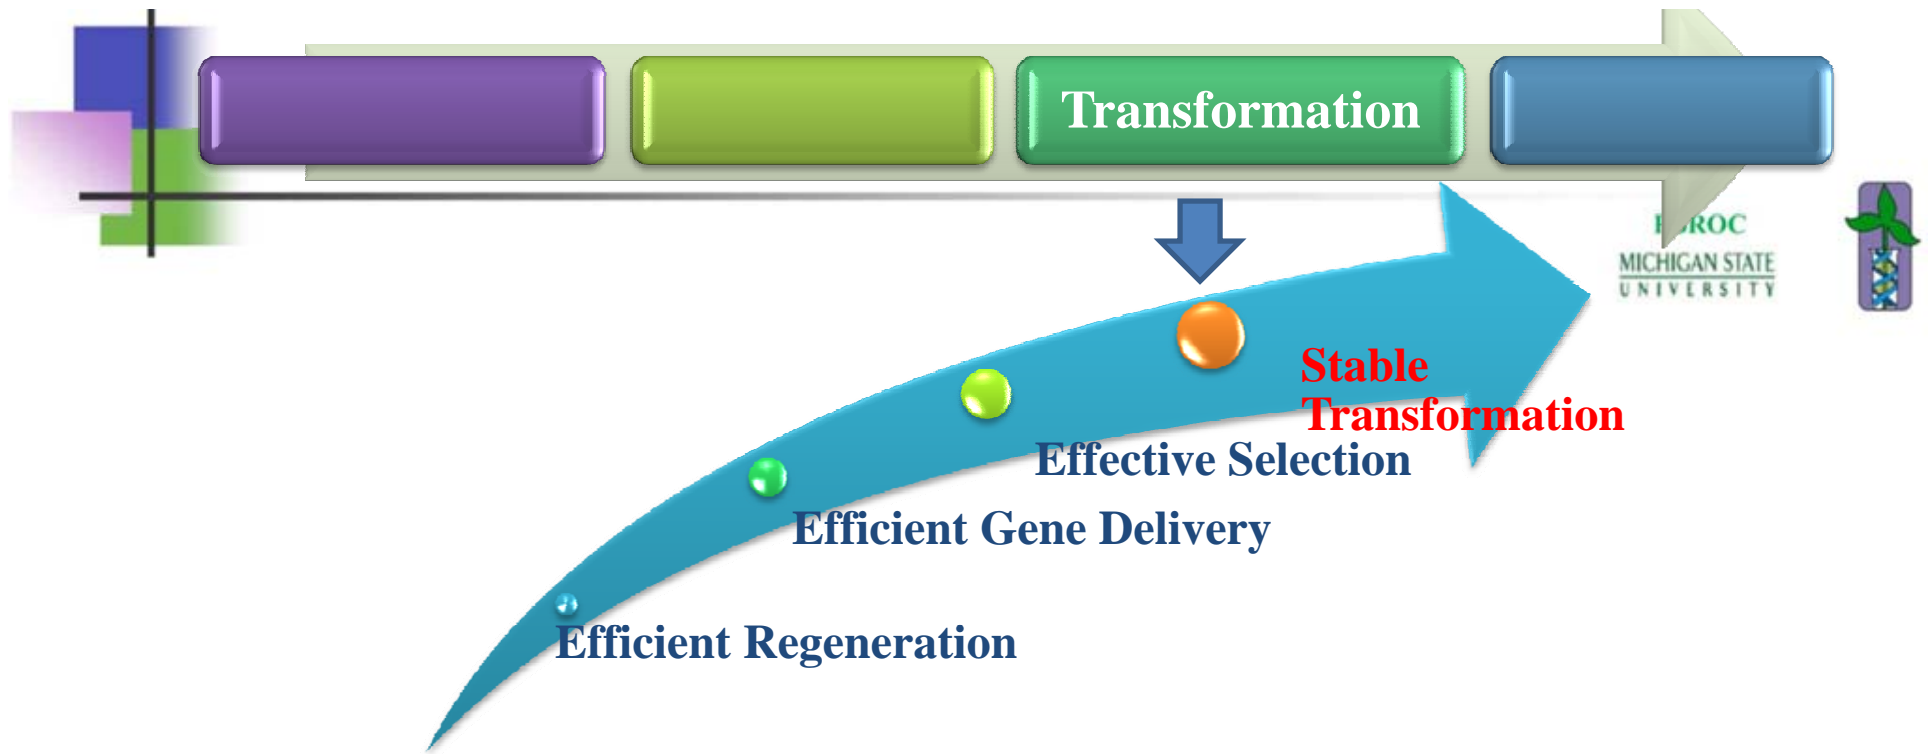 Transformation
MICHIGAN STATE
UNIVERSITY
Stable
Transformation
Effective Selection
Efficient Gene Delivery
Efficient Regeneration